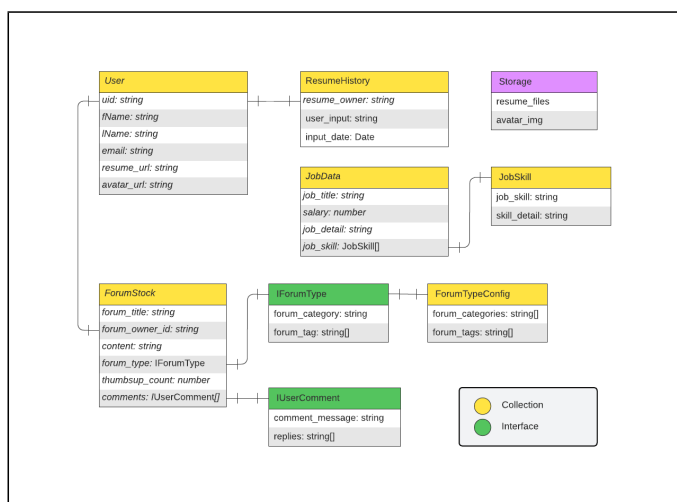 User
uid: string
fName: string
lName: string
email: string
resume_url: string
avatar_url: string
ResumeHistory
resume_owner: string
user_input: string
input_date: Date
Storage
resume_files
avatar_img
JobData
job_title: string
salary: number
job_detail: string
job_skill: JobSkill[]
JobSkill
job_skill: string
skill_detail: string
ForumStock
forum_title: string
forum_owner_id: string
content: string
forum_type: IForumType
thumbsup_count: number
comments: IUserComment[]
IForumType
forum_category: string
forum_tag: string[]
ForumTypeConfig
forum_categories: string[]
forum_tags: string[]
IUserComment
comment_message: string
replies: string[]
Collection
Interface